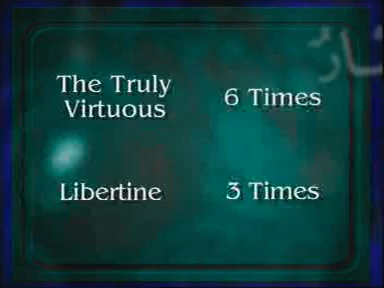 The Truly
Virtuous
6 Times
Libertine
3 Times